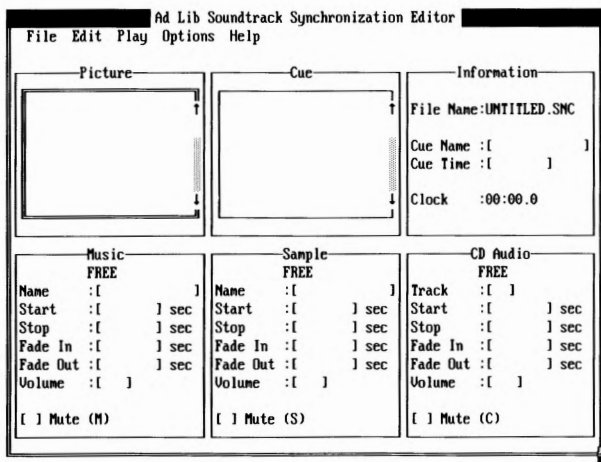 Ad Lib Soundtrack Synchronization Editor
File Edit Play Options Help
Picture
Cue
Information
File Name:UNTITLED.SNC
Cue Name :[ ]
Cue Time :[ ]
Clock :00:00.0
Music
FREE
Name :[ ]
Start :[ ] sec
Stop :[ ] sec
Fade In :[ ] sec
Fade Out :[ ] sec
Volume :[ ]
[ ] Mute (M)
Sample
FREE
Name :[ ]
Start :[ ] sec
Stop :[ ] sec
Fade In :[ ] sec
Fade Out :[ ] sec
Volume :[ ]
[ ] Mute (S)
CD Audio
FREE
Track :[ ]
Start :[ ] sec
Stop :[ ] sec
Fade In :[ ] sec
Fade Out :[ ] sec
Volume :[ ]
[ ] Mute (C)